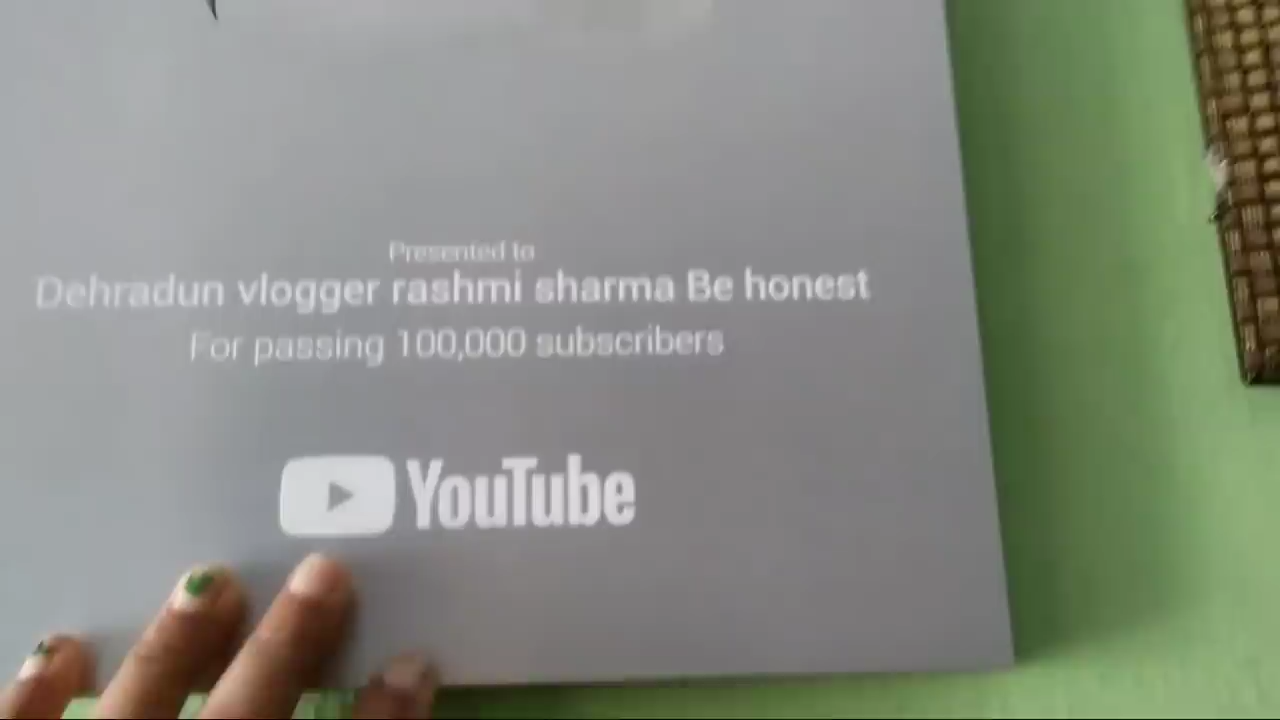 Presented to
Dehradun vlogger rashmi sharma Be honest
For passing 100,000 subscribers
YouTube